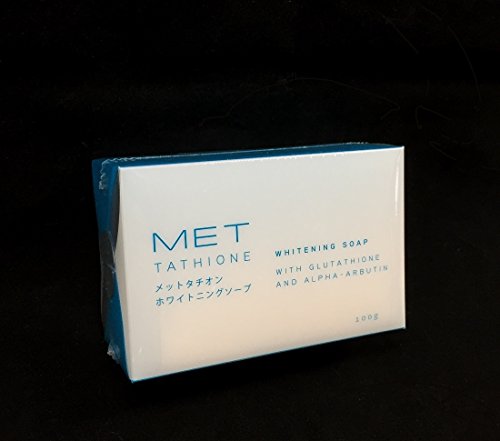 MET
TATHIONE
メットタチオン
ホワイトニングソープ
WHITENING SOAP
WITH GLUTATHIONE
AND ALPHA-ARBUTIN
100g